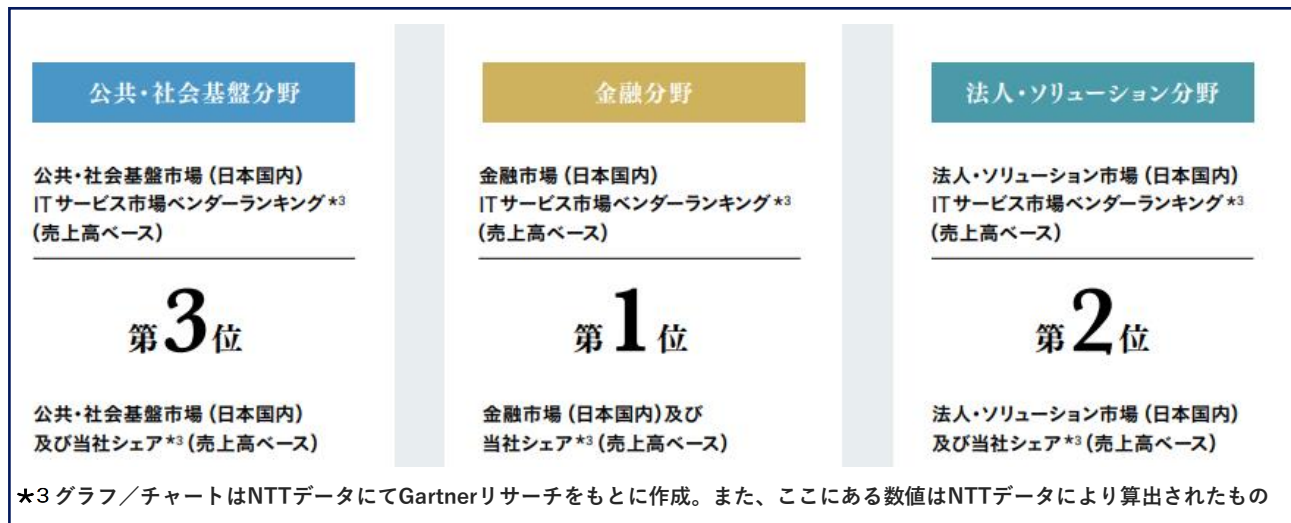 公共・社会基盤分野
公共・社会基盤市場（日本国内）
ITサービス市場ベンダーランキング*3
（売上高ベース）
第3位
公共・社会基盤市場（日本国内）
及び当社シェア*3（売上高ベース）
金融分野
金融市場（日本国内）
ITサービス市場ベンダーランキング*3
（売上高ベース）
第1位
金融市場（日本国内）及び
当社シェア*3（売上高ベース）
法人・ソリューション分野
法人・ソリューション市場（日本国内）
ITサービス市場ベンダーランキング*3
（売上高ベース）
第2位
法人・ソリューション市場（日本国内）
及び当社シェア*3（売上高ベース）
★3 グラフ／チャートはNTTデータにてGartnerリサーチをもとに作成。また、ここにある数値はNTTデータにより算出されたもの